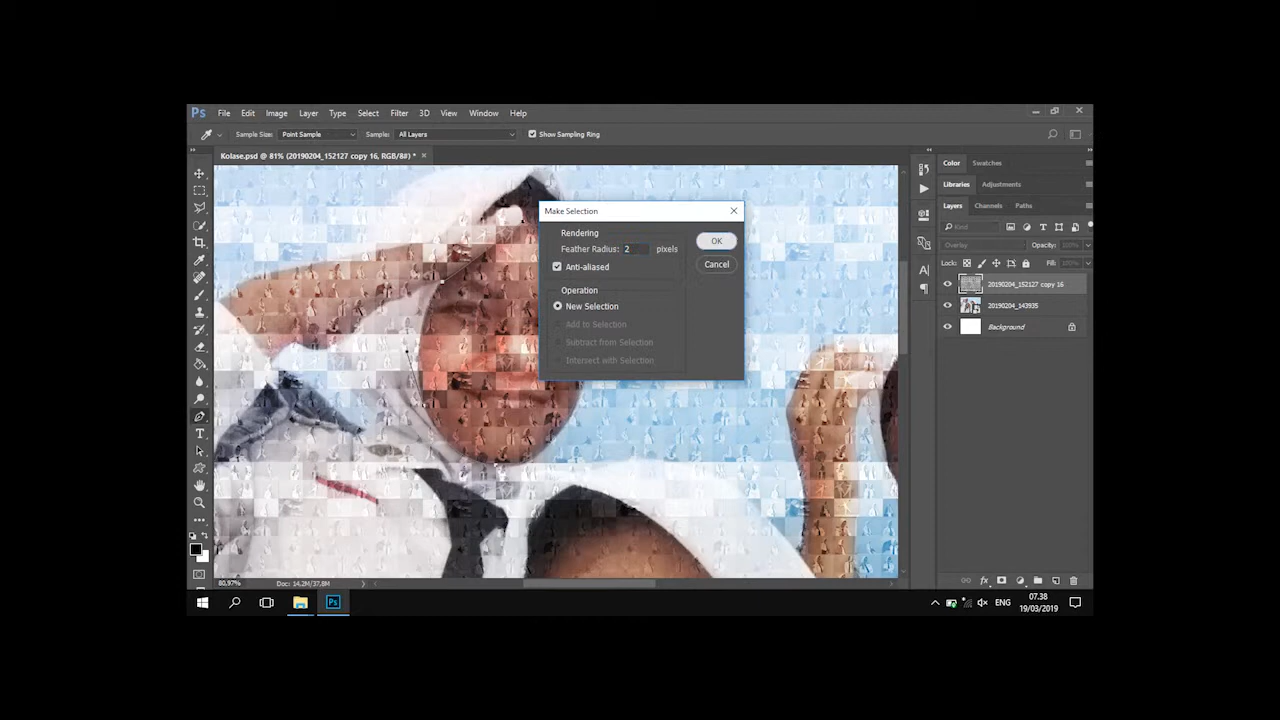 Ps File Edit Image Layer Type Select Filter 3D View Window Help
Sample Size: Point Sample Sample: All Layers Show Sampling Ring
Kolase.psd @ 81% (20190204_152127 copy 16, RGB/8#) *
Color Swatches
Libraries Adjustments
Layers Channels Paths
Kind
Overlay Opacity: 100%
Lock: Fill: 100%
20190204_152127 copy 16
20190204_143935
Background
Make Selection
Rendering
Feather Radius: 2 pixels
Anti-aliased
Operation
New Selection
Add to Selection
Subtract from Selection
Intersect with Selection
OK
Cancel
80,97% Doc: 14,2M/37,8M
Ps ENG 07.38
19/03/2019